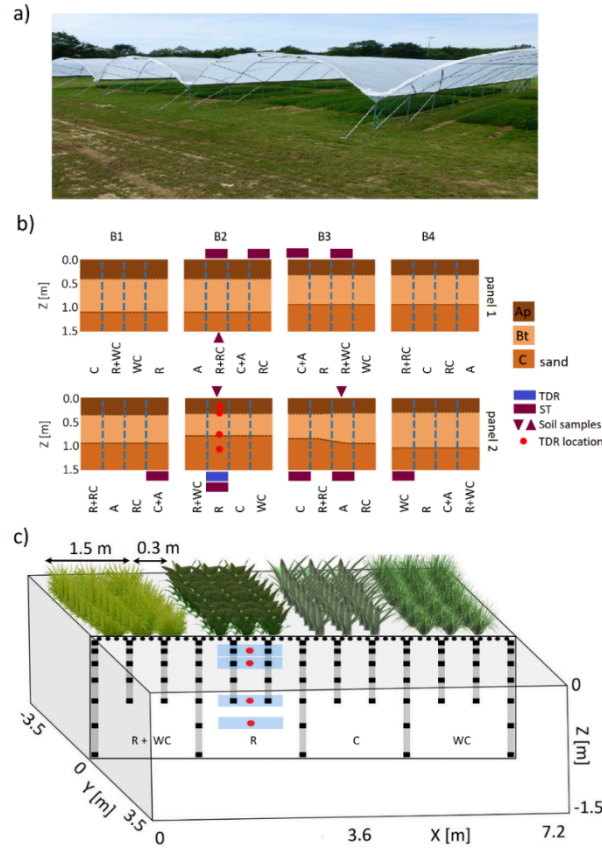 a)
b)
B1 B2 B3 B4
Z [m]
0.0
0.5
1.0
1.5
panel 1
C R+WC WC R
A R+RC C+A RC
C+A R R+WC WC
R+RC C RC A
Ap
Bt
sand
Z [m]
0.0
0.5
1.0
1.5
panel 2
R+RC A RC C+A
R+WC R C WC
C R+RC A RC
WC R C+A R+WC
TDR
ST
Soil samples
TDR location
c)
1.5 m
0.3 m
R + WC
R
C
WC
-3.5
0
3.5
Y [m]
0
-1.5
Z [m]
0
3.6
X [m]
7.2